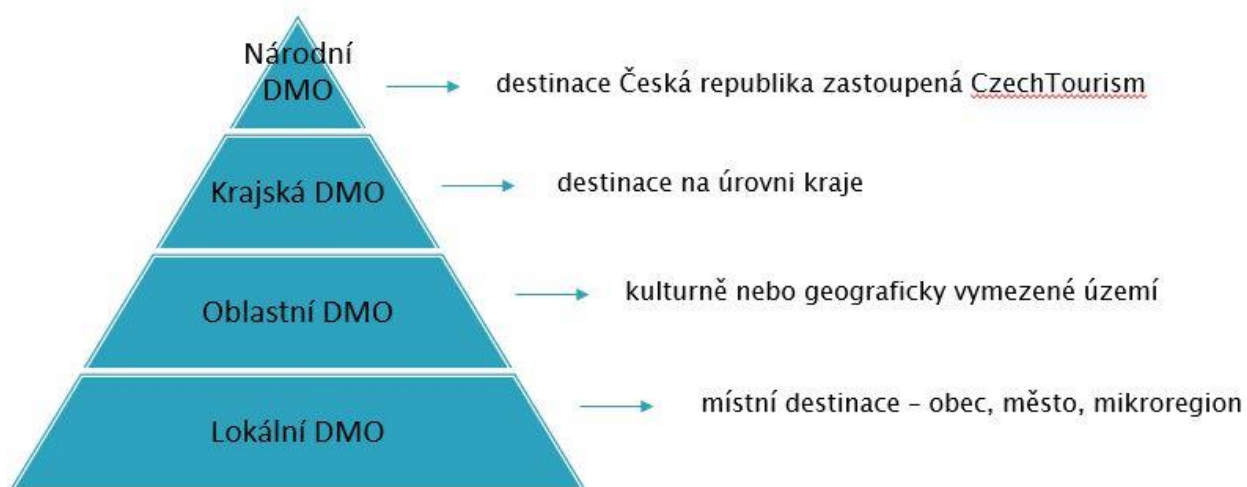 Národní
DMO
destinace Česká republika zastoupená CzechTourism
Krajská DMO
destinace na úrovni kraje
Oblastní DMO
kulturně nebo geograficky vymezené území
Lokální DMO
místní destinace – obec, město, mikroregion